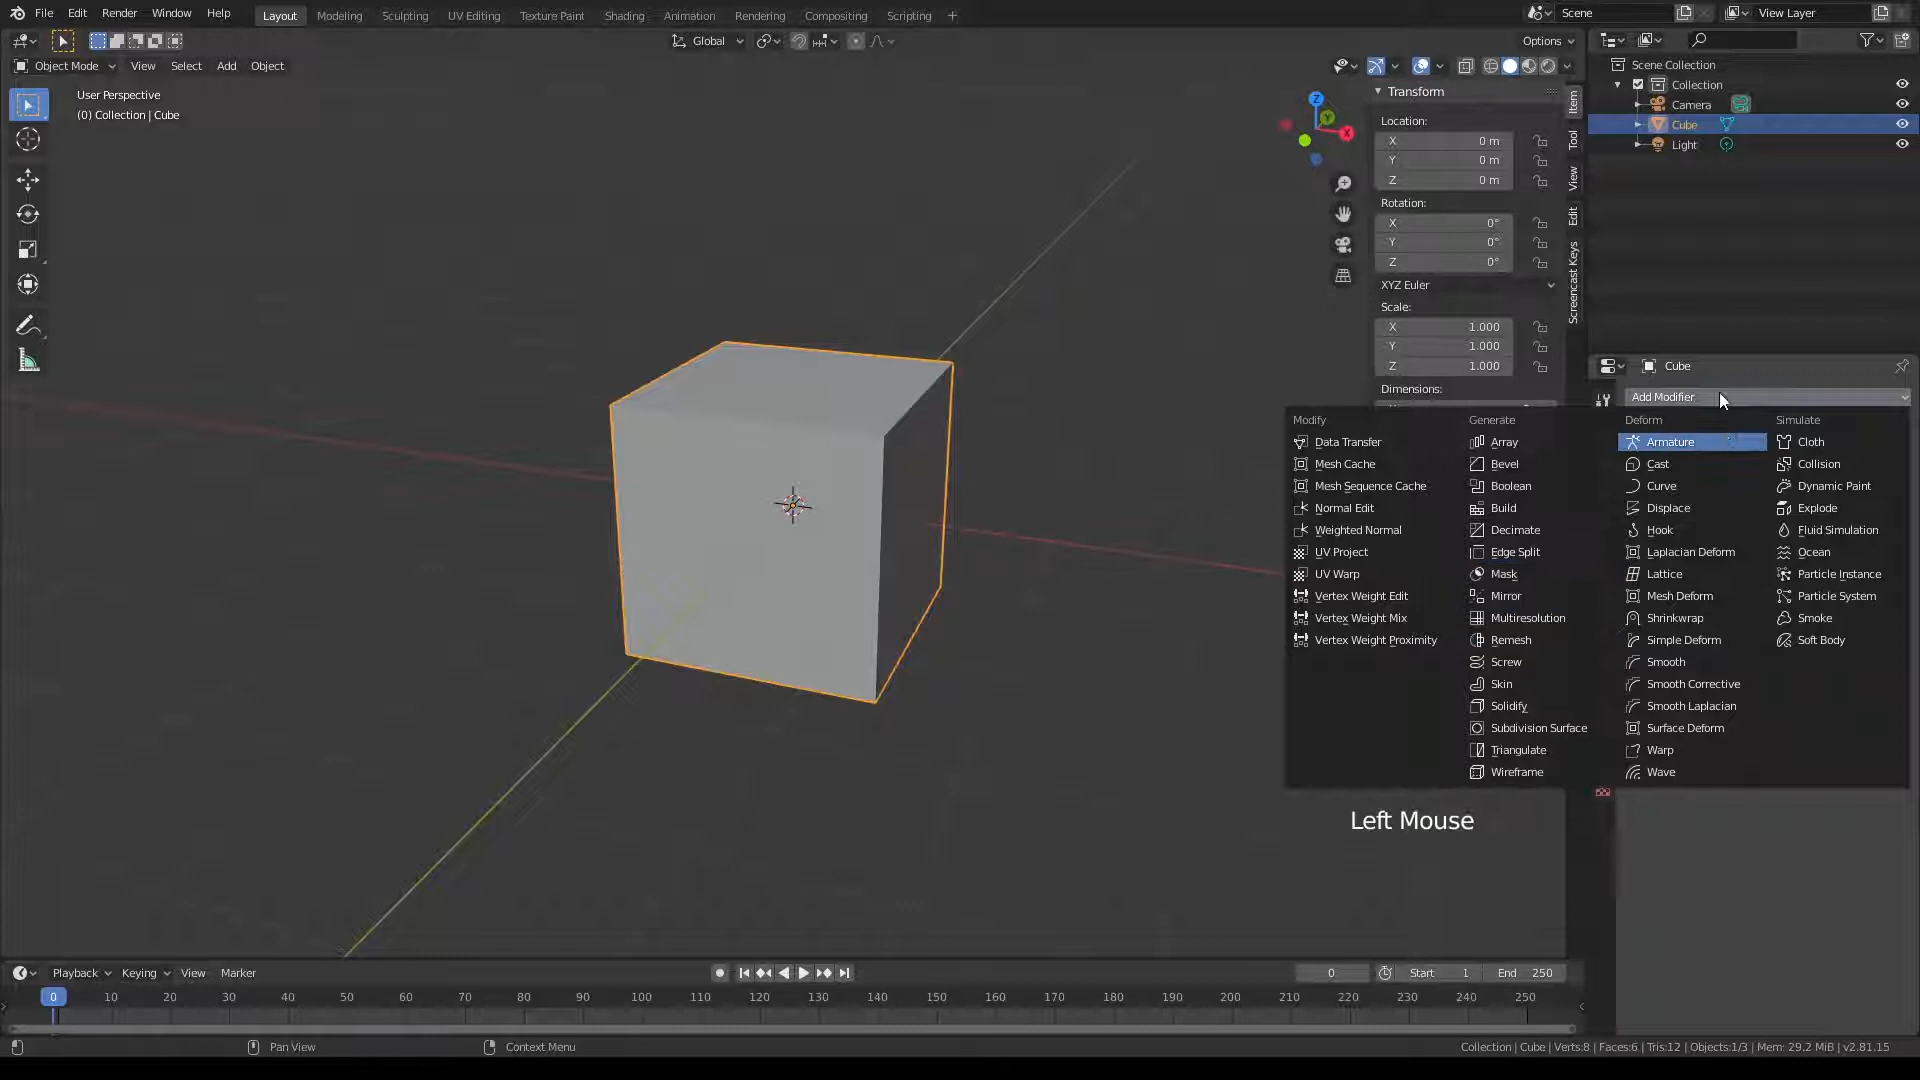 File Edit Render Window Help Layout Modeling Sculpting UV Editing Texture Paint Shading Animation Rendering Compositing Scripting + Scene View Layer
Global Options
Object Mode View Select Add Object
User Perspective
(0) Collection | Cube
Z
Y
X
Transform
Location:
X 0 m
Y 0 m
Z 0 m
Rotation:
X 0°
Y 0°
Z 0°
XYZ Euler
Scale:
X 1.000
Y 1.000
Z 1.000
Dimensions:
Item
Tool
View
Edit
Screencast Keys
Scene Collection
Collection
Camera
Cube
Light
Cube
Add Modifier
Modify
Data Transfer
Mesh Cache
Mesh Sequence Cache
Normal Edit
Weighted Normal
UV Project
UV Warp
Vertex Weight Edit
Vertex Weight Mix
Vertex Weight Proximity
Generate
Array
Bevel
Boolean
Build
Decimate
Edge Split
Mask
Mirror
Multiresolution
Remesh
Screw
Skin
Solidify
Subdivision Surface
Triangulate
Wireframe
Deform
Armature
Cast
Curve
Displace
Hook
Laplacian Deform
Lattice
Mesh Deform
Shrinkwrap
Simple Deform
Smooth
Smooth Corrective
Smooth Laplacian
Surface Deform
Warp
Wave
Simulate
Cloth
Collision
Dynamic Paint
Explode
Fluid Simulation
Ocean
Particle Instance
Particle System
Smoke
Soft Body
Left Mouse
Playback Keying View Marker 0 Start 1 End 250
0 10 20 30 40 50 60 70 80 90 100 110 120 130 140 150 160 170 180 190 200 210 220 230 240 250
Pan View Context Menu Collection | Cube | Verts:8 | Faces:6 | Tris:12 | Objects:1/3 | Mem: 29.2 MiB | v2.81.15